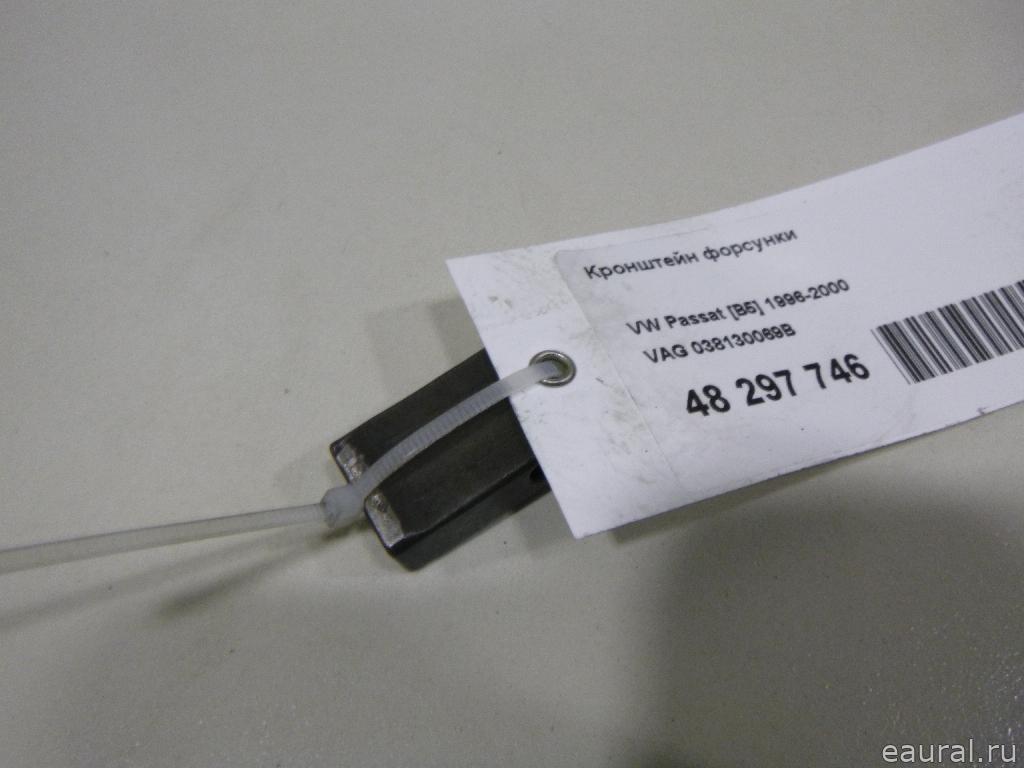 Кронштейн форсунки
VW Passat [B5] 1996-2000
VAG 038130069B
48 297 746
eaural.ru